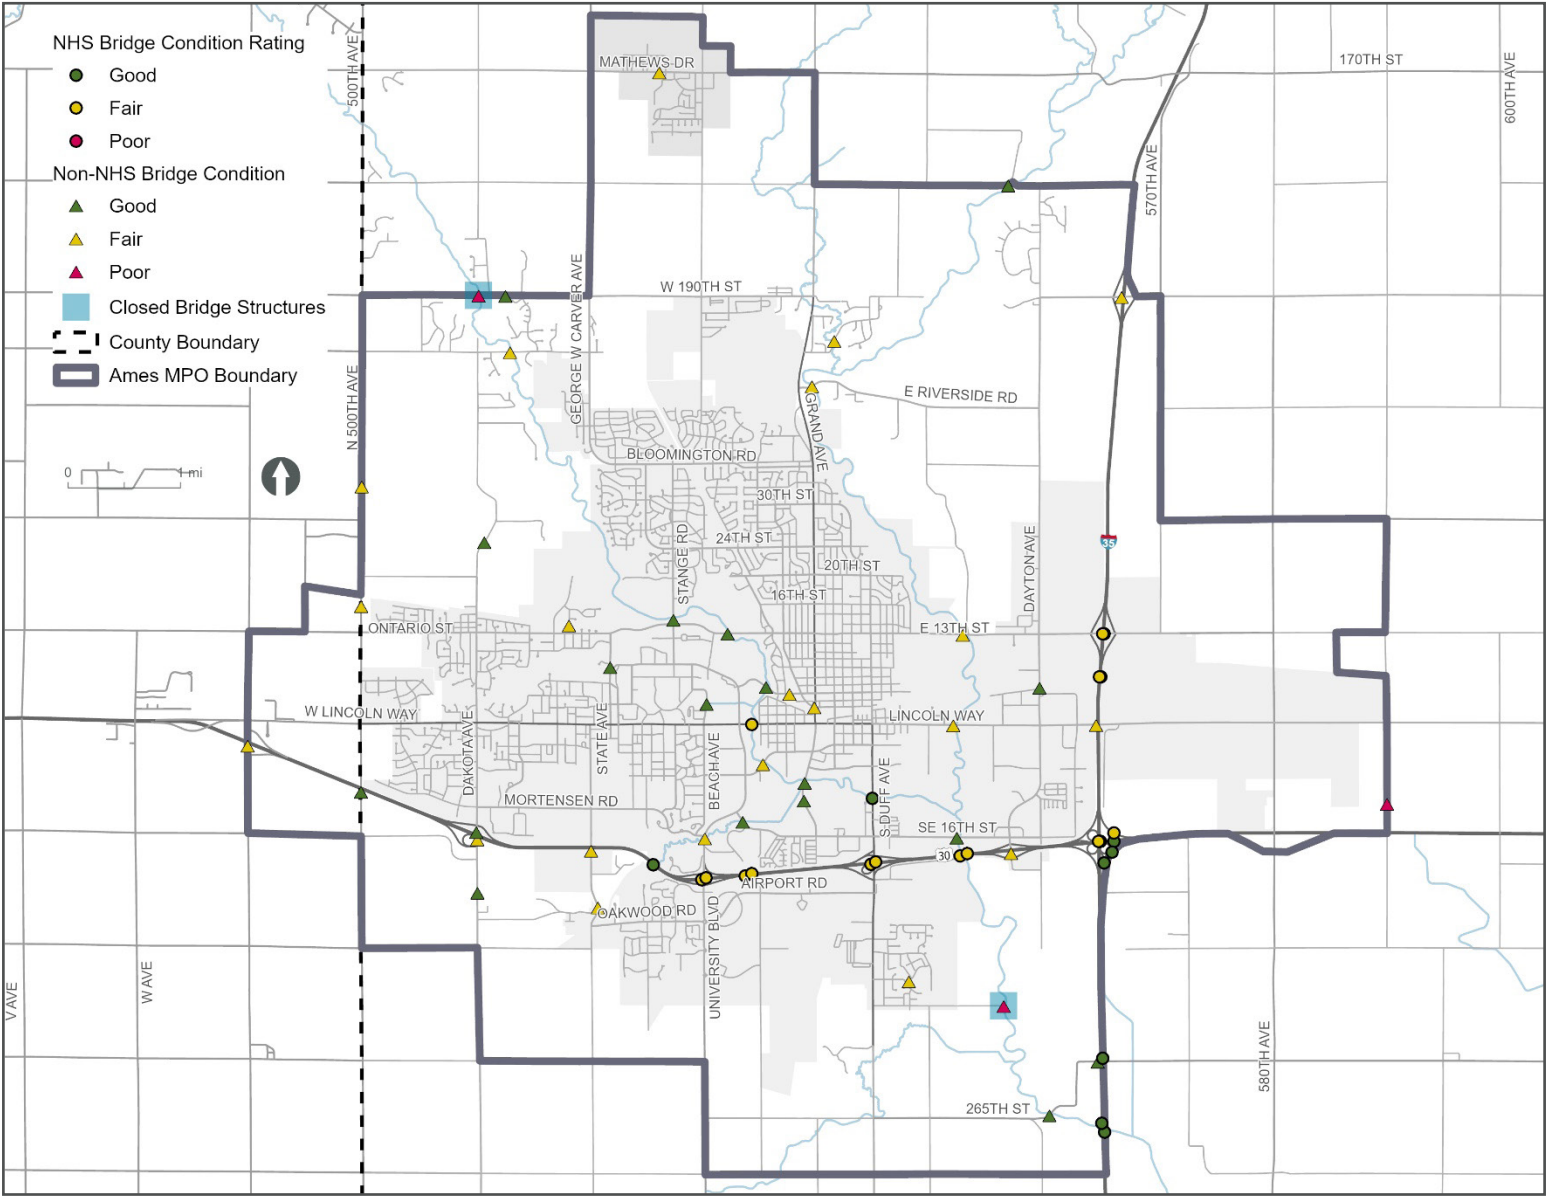 NHS Bridge Condition Rating
Good
Fair
Poor
Non-NHS Bridge Condition
Good
Fair
Poor
Closed Bridge Structures
County Boundary
Ames MPO Boundary
0 1 mi
500TH AVE
N 500TH AVE
MATHEWS DR
170TH ST
600TH AVE
570TH AVE
GEORGE W CARVER AVE
W 190TH ST
E RIVERSIDE RD
GRAND AVE
BLOOMINGTON RD
30TH ST
24TH ST
STANGE RD
20TH ST
16TH ST
DAYTON AVE
35
ONTARIO ST
E 13TH ST
W LINCOLN WAY
LINCOLN WAY
DAKOTA AVE
STATE AVE
BEACH AVE
S DUFF AVE
MORTENSEN RD
SE 16TH ST
30
AIRPORT RD
OAKWOOD RD
UNIVERSITY BLVD
V AVE
W AVE
580TH AVE
265TH ST